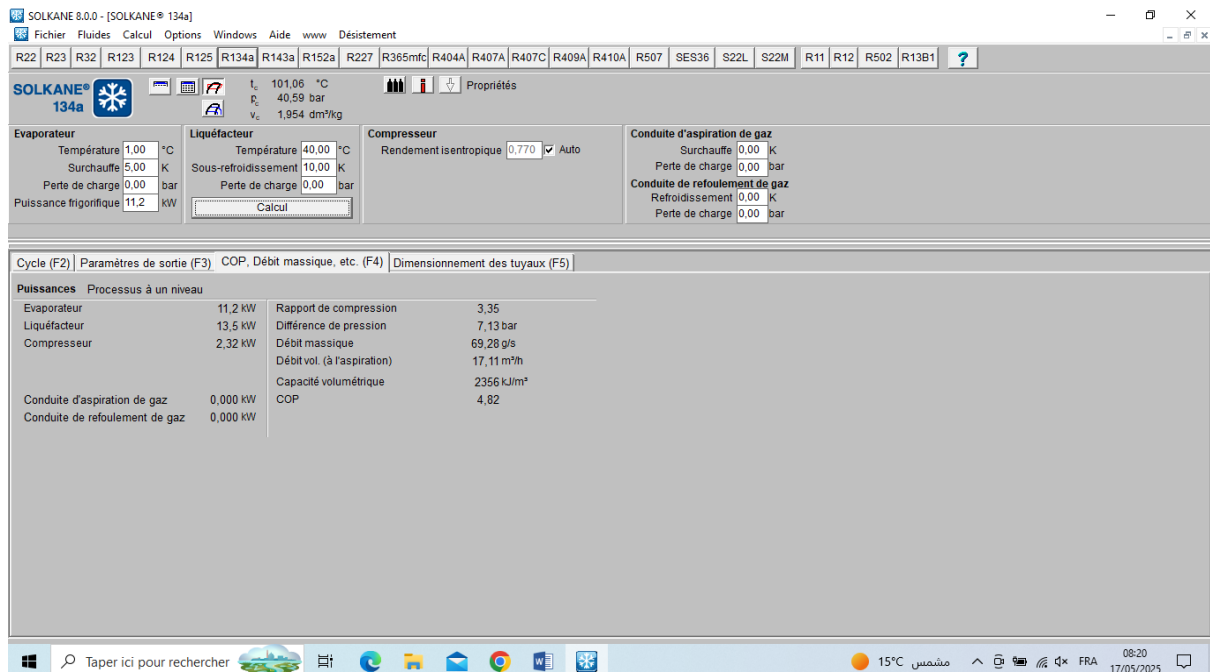 SOLKANE 8.0.0 - [SOLKANE® 134a]
Fichier Fluides Calcul Options Windows Aide www Désistement
R22 R23 R32 R123 R124 R125 R134a R143a R152a R227 R365mfc R404A R407A R407C R409A R410A R507 SES36 S22L S22M R11 R12 R502 R13B1 ?
SOLKANE® 134a
tc 101,06 °C
pc 40,59 bar
vc 1,954 dm³/kg
Propriétés
Evaporateur
Température 1,00 °C
Surchauffe 5,00 K
Perte de charge 0,00 bar
Puissance frigorifique 11,2 kW
Liquéfacteur
Température 40,00 °C
Sous-refroidissement 10,00 K
Perte de charge 0,00 bar
Calcul
Compresseur
Rendement isentropique 0,770 Auto
Conduite d'aspiration de gaz
Surchauffe 0,00 K
Perte de charge 0,00 bar
Conduite de refoulement de gaz
Refroidissement 0,00 K
Perte de charge 0,00 bar
Cycle (F2) Paramètres de sortie (F3) COP, Débit massique, etc. (F4) Dimensionnement des tuyaux (F5)
Puissances Processus à un niveau
Evaporateur 11,2 kW
Liquéfacteur 13,5 kW
Compresseur 2,32 kW
Conduite d'aspiration de gaz 0,000 kW
Conduite de refoulement de gaz 0,000 kW
Rapport de compression 3,35
Différence de pression 7,13 bar
Débit massique 69,28 g/s
Débit vol. (à l'aspiration) 17,11 m³/h
Capacité volumétrique 2356 kJ/m³
COP 4,82
Taper ici pour rechercher
15°C مشمس
FRA
08:20
17/05/2025